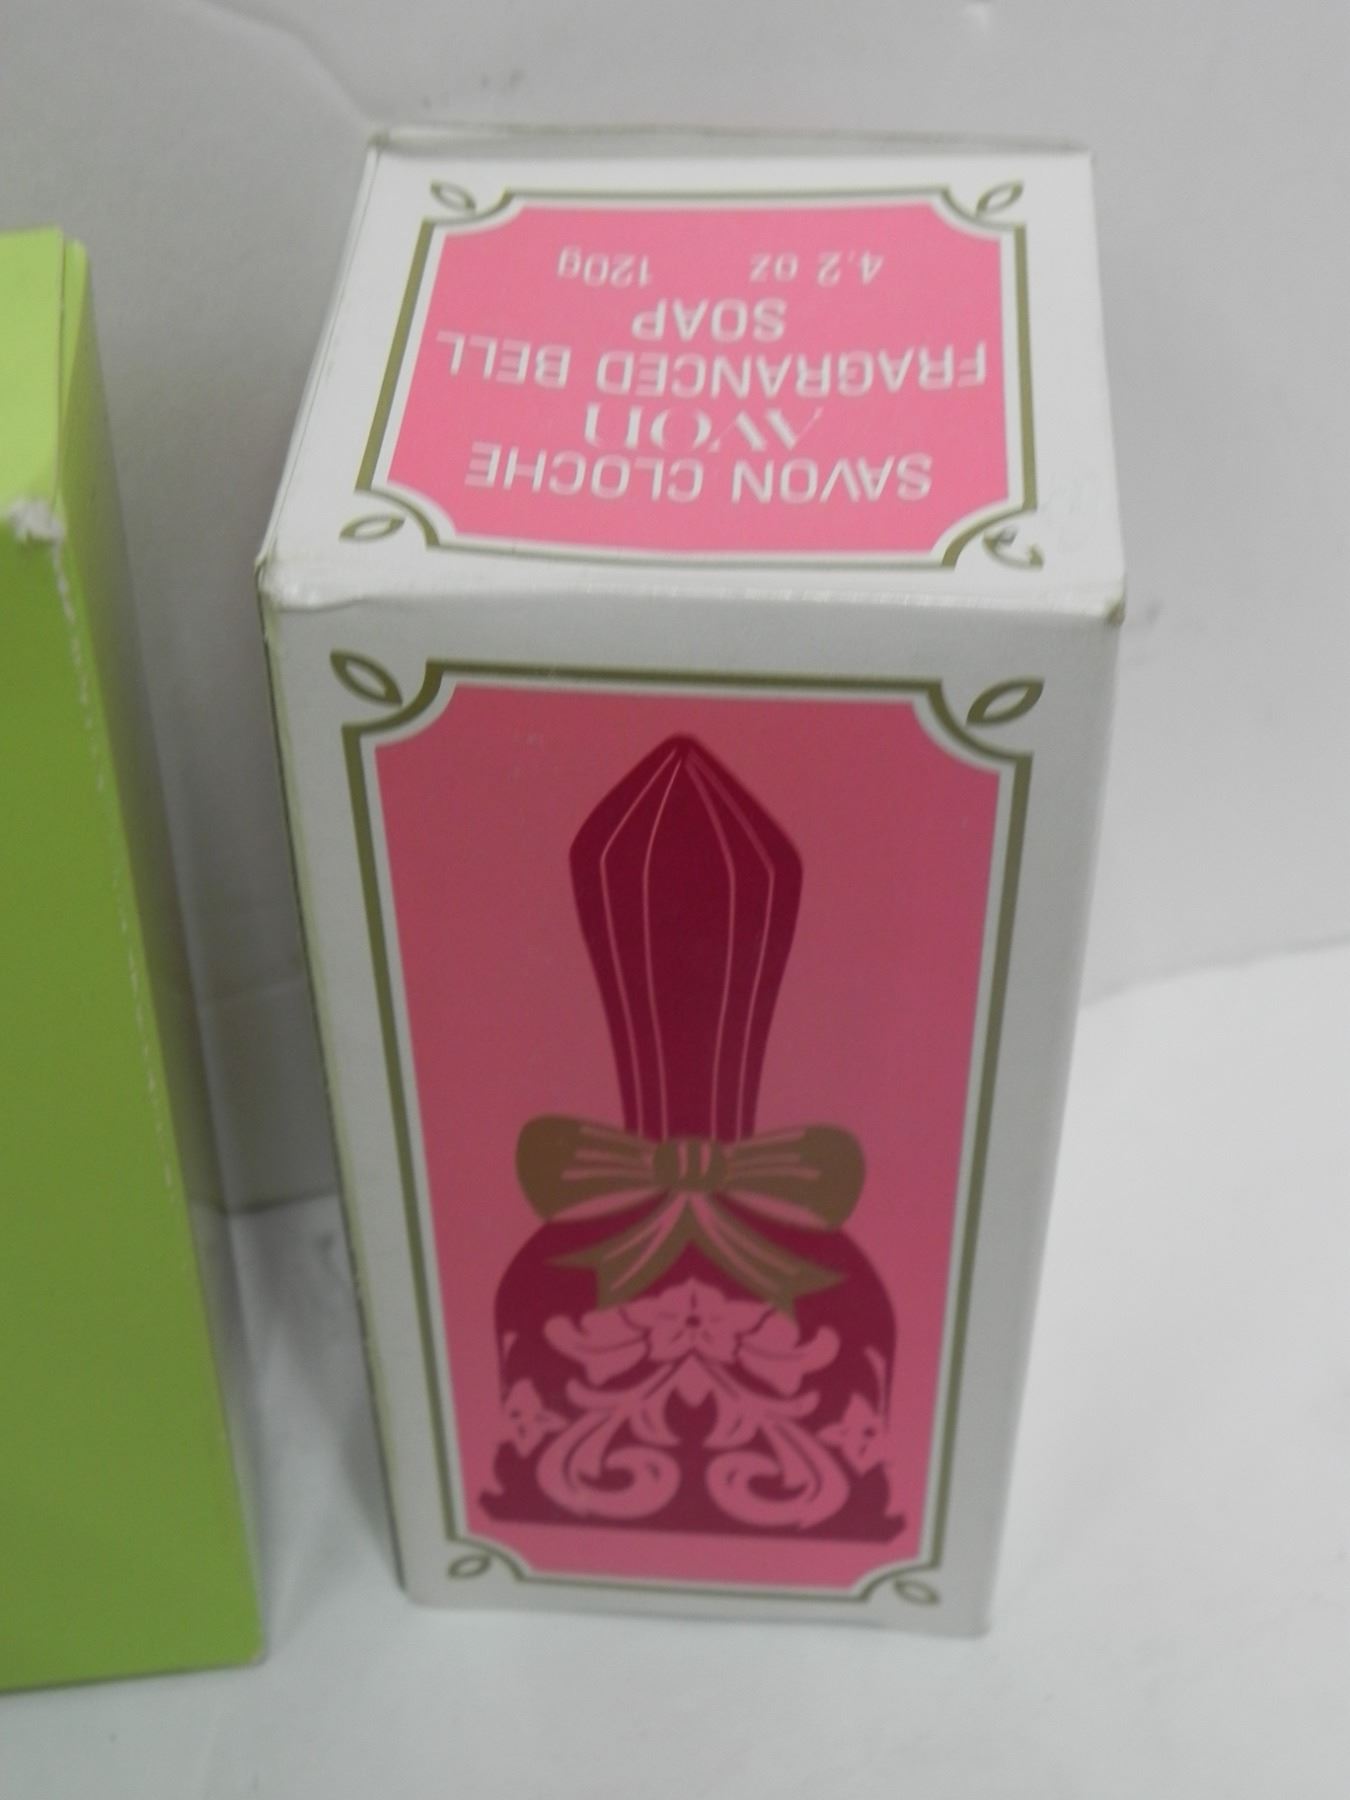 SAVON CLOCHE
AVON
FRAGRANCED BELL
SOAP
4.2 oz 120g